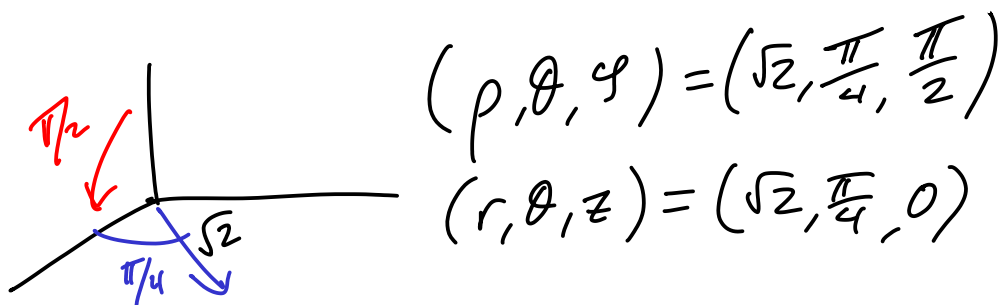 (ρ,θ,φ) = (√2, π/4, π/2)
π/2
(r,θ,z) = (√2, π/4, 0)
√2
π/4